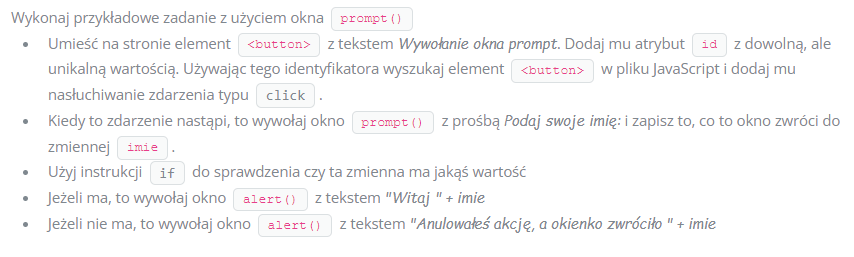 Wykonaj przykładowe zadanie z użyciem okna prompt()
• Umieść na stronie element <button> z tekstem Wywołanie okna prompt. Dodaj mu atrybut id z dowolną, ale
unikalną wartością. Używając tego identyfikatora wyszukaj element <button> w pliku JavaScript i dodaj mu
nasłuchiwanie zdarzenia typu click .
• Kiedy to zdarzenie nastąpi, to wywołaj okno prompt() z prośbą Podaj swoje imię: i zapisz to, co to okno zwróci do
zmiennej imie .
• Użyj instrukcji if do sprawdzenia czy ta zmienna ma jakąś wartość
• Jeżeli ma, to wywołaj okno alert() z tekstem "Witaj " + imie
• Jeżeli nie ma, to wywołaj okno alert() z tekstem "Anulowałeś akcję, a okienko zwróciło " + imie